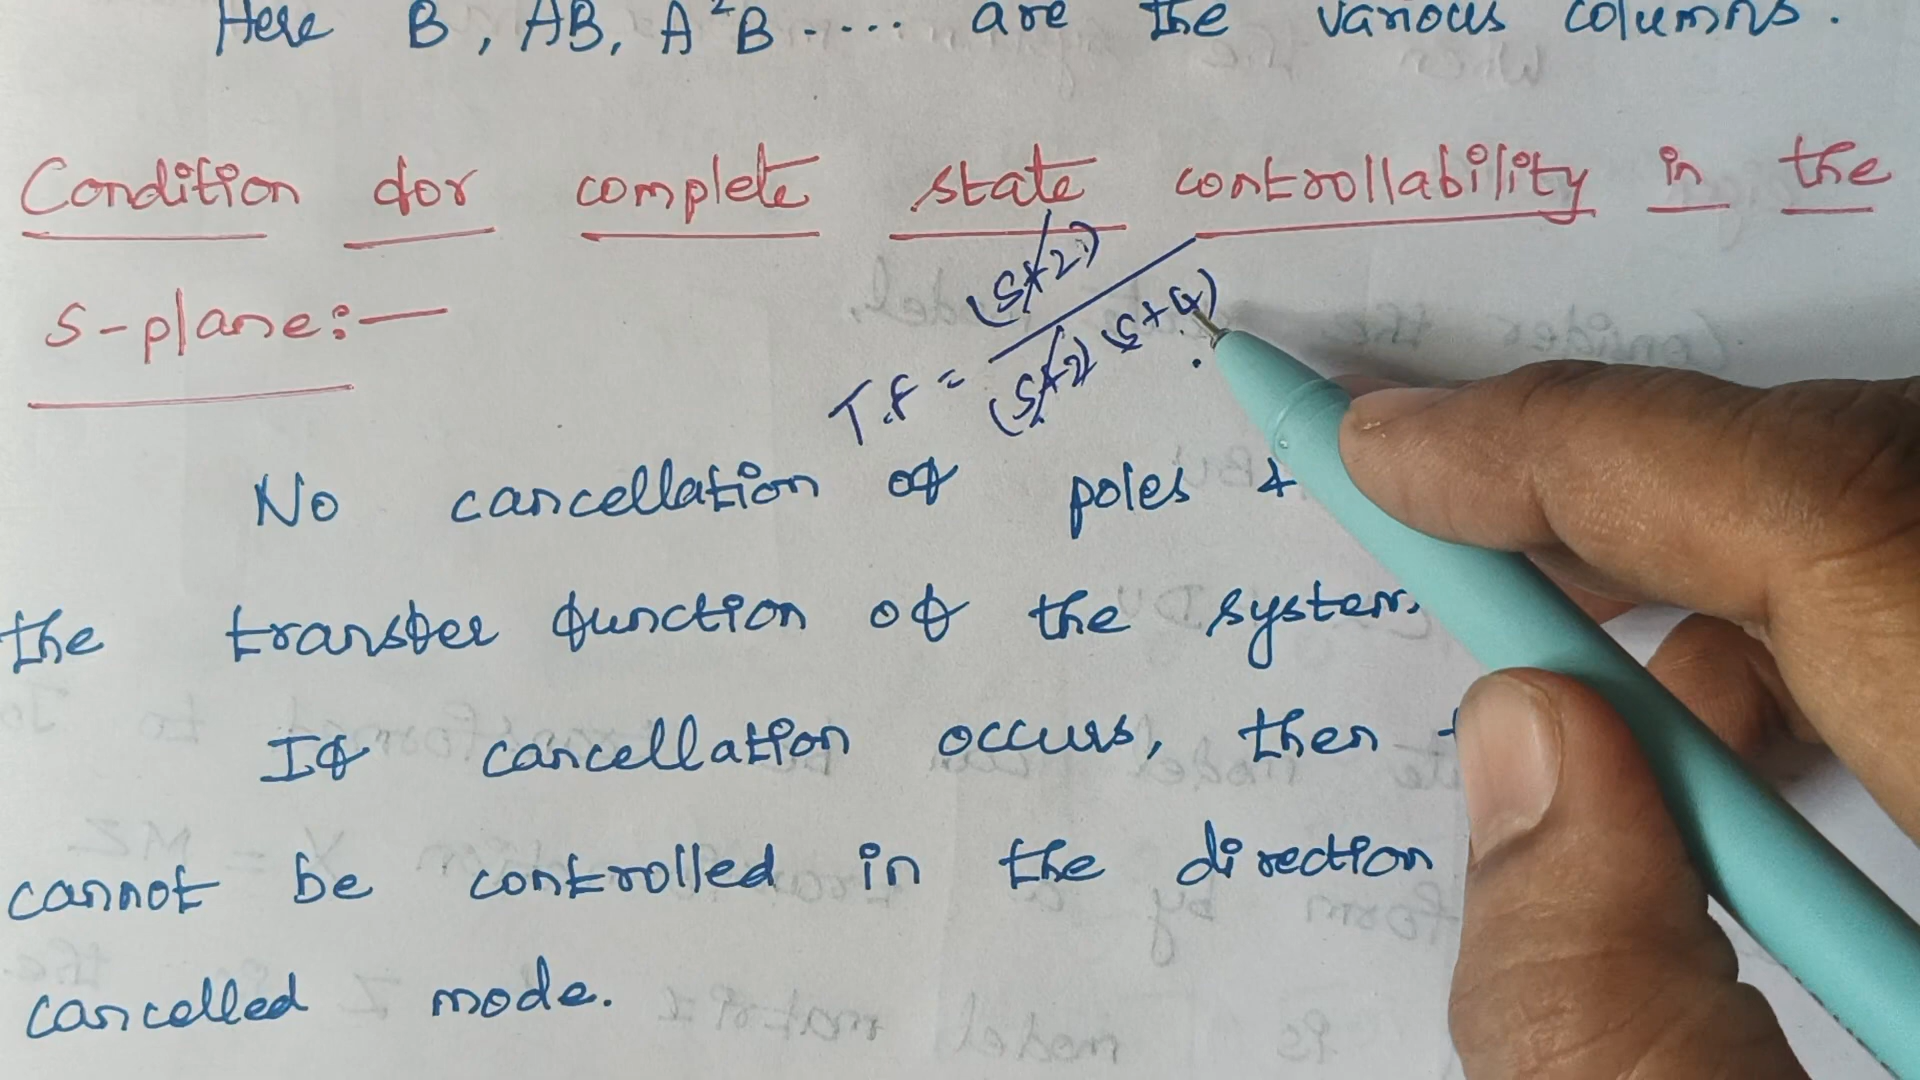 Here B, AB, A²B..... are the various columns.
Condition for complete state controllability in the
s-plane:—
T.F = (s+2) / (s+2) (s+4)
No cancellation of poles &
the transfer function of the system.
If cancellation occurs, then
cannot be controlled in the direction
cancelled mode.